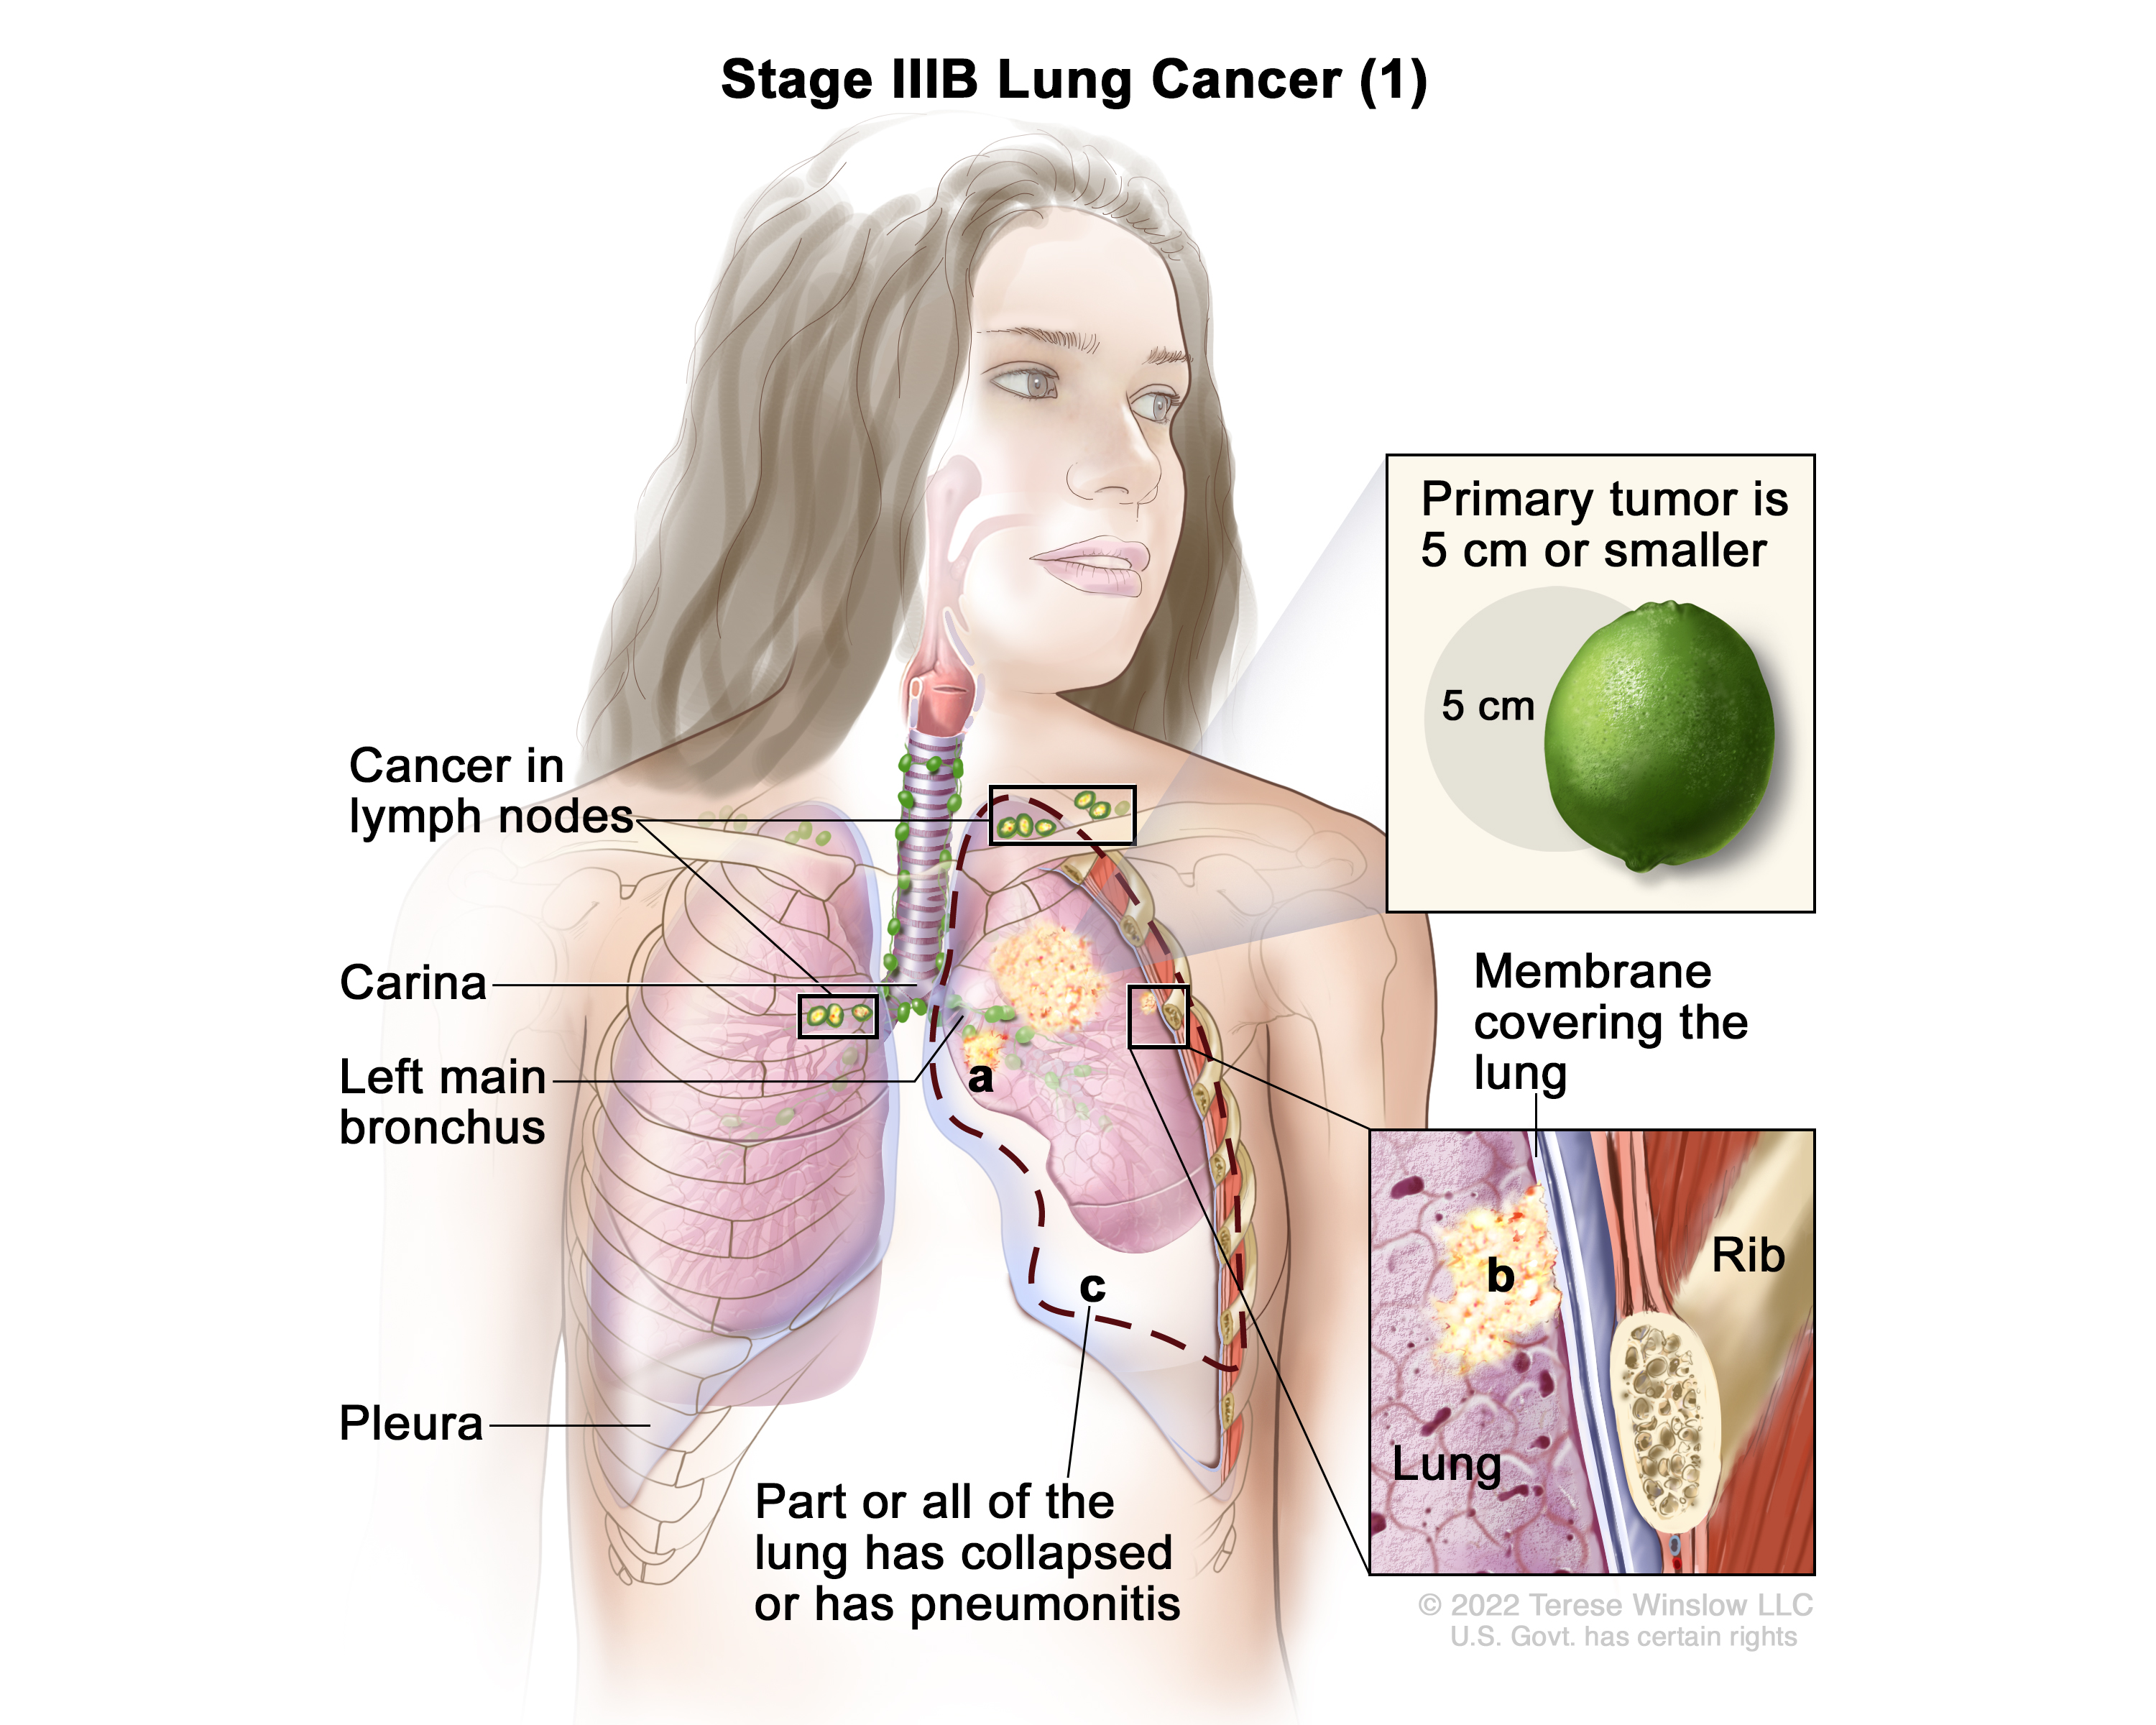 Stage IIIB Lung Cancer (1)
Primary tumor is
5 cm or smaller
5 cm
Cancer in
lymph nodes
Carina
Left main
bronchus
a
Membrane
covering the
lung
b
Rib
Lung
c
Pleura
Part or all of the
lung has collapsed
or has pneumonitis
© 2022 Terese Winslow LLC
U.S. Govt. has certain rights